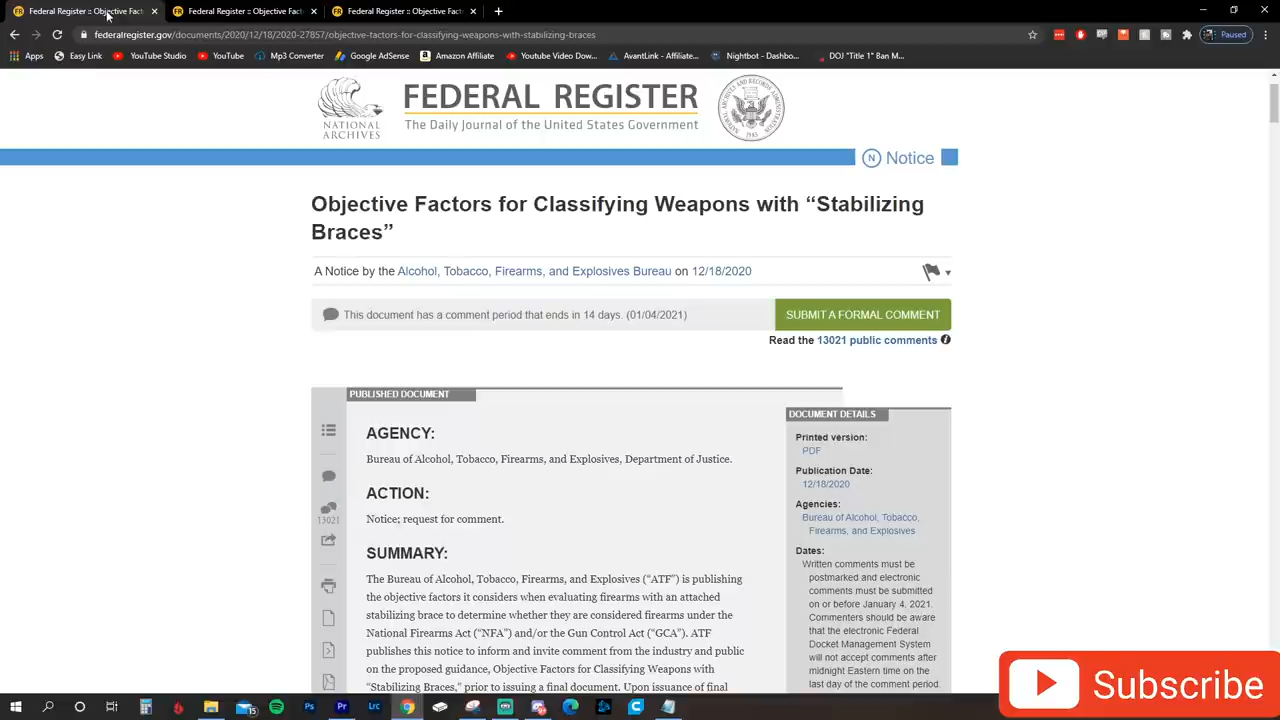 Federal Register :: Objective Fact
Federal Register :: Objective Fact
Federal Register :: Objective Fact
federalregister.gov/documents/2020/12/18/2020-27857/objective-factors-for-classifying-weapons-with-stabilizing-braces
Paused
Apps
Easy Link
YouTube Studio
YouTube
Mp3 Converter
Google AdSense
Amazon Affiliate
Youtube Video Dow...
AvantLink - Affiliate...
Nightbot - Dashbo...
DOJ "Title 1" Ban M...
NATIONAL
ARCHIVES
FEDERAL REGISTER
The Daily Journal of the United States Government
N Notice
Objective Factors for Classifying Weapons with “Stabilizing
Braces”
A Notice by the Alcohol, Tobacco, Firearms, and Explosives Bureau on 12/18/2020
This document has a comment period that ends in 14 days. (01/04/2021)
SUBMIT A FORMAL COMMENT
Read the 13021 public comments
PUBLISHED DOCUMENT
13021
AGENCY:
Bureau of Alcohol, Tobacco, Firearms, and Explosives, Department of Justice.
ACTION:
Notice; request for comment.
SUMMARY:
The Bureau of Alcohol, Tobacco, Firearms, and Explosives (“ATF”) is publishing
the objective factors it considers when evaluating firearms with an attached
stabilizing brace to determine whether they are considered firearms under the
National Firearms Act (“NFA”) and/or the Gun Control Act (“GCA”). ATF
publishes this notice to inform and invite comment from the industry and public
on the proposed guidance, Objective Factors for Classifying Weapons with
“Stabilizing Braces,” prior to issuing a final document. Upon issuance of final
DOCUMENT DETAILS
Printed version:
PDF
Publication Date:
12/18/2020
Agencies:
Bureau of Alcohol, Tobacco,
Firearms, and Explosives
Dates:
Written comments must be
postmarked and electronic
comments must be submitted
on or before January 4, 2021.
Commenters should be aware
that the electronic Federal
Docket Management System
will not accept comments after
midnight Eastern time on the
last day of the comment period.
Subscribe